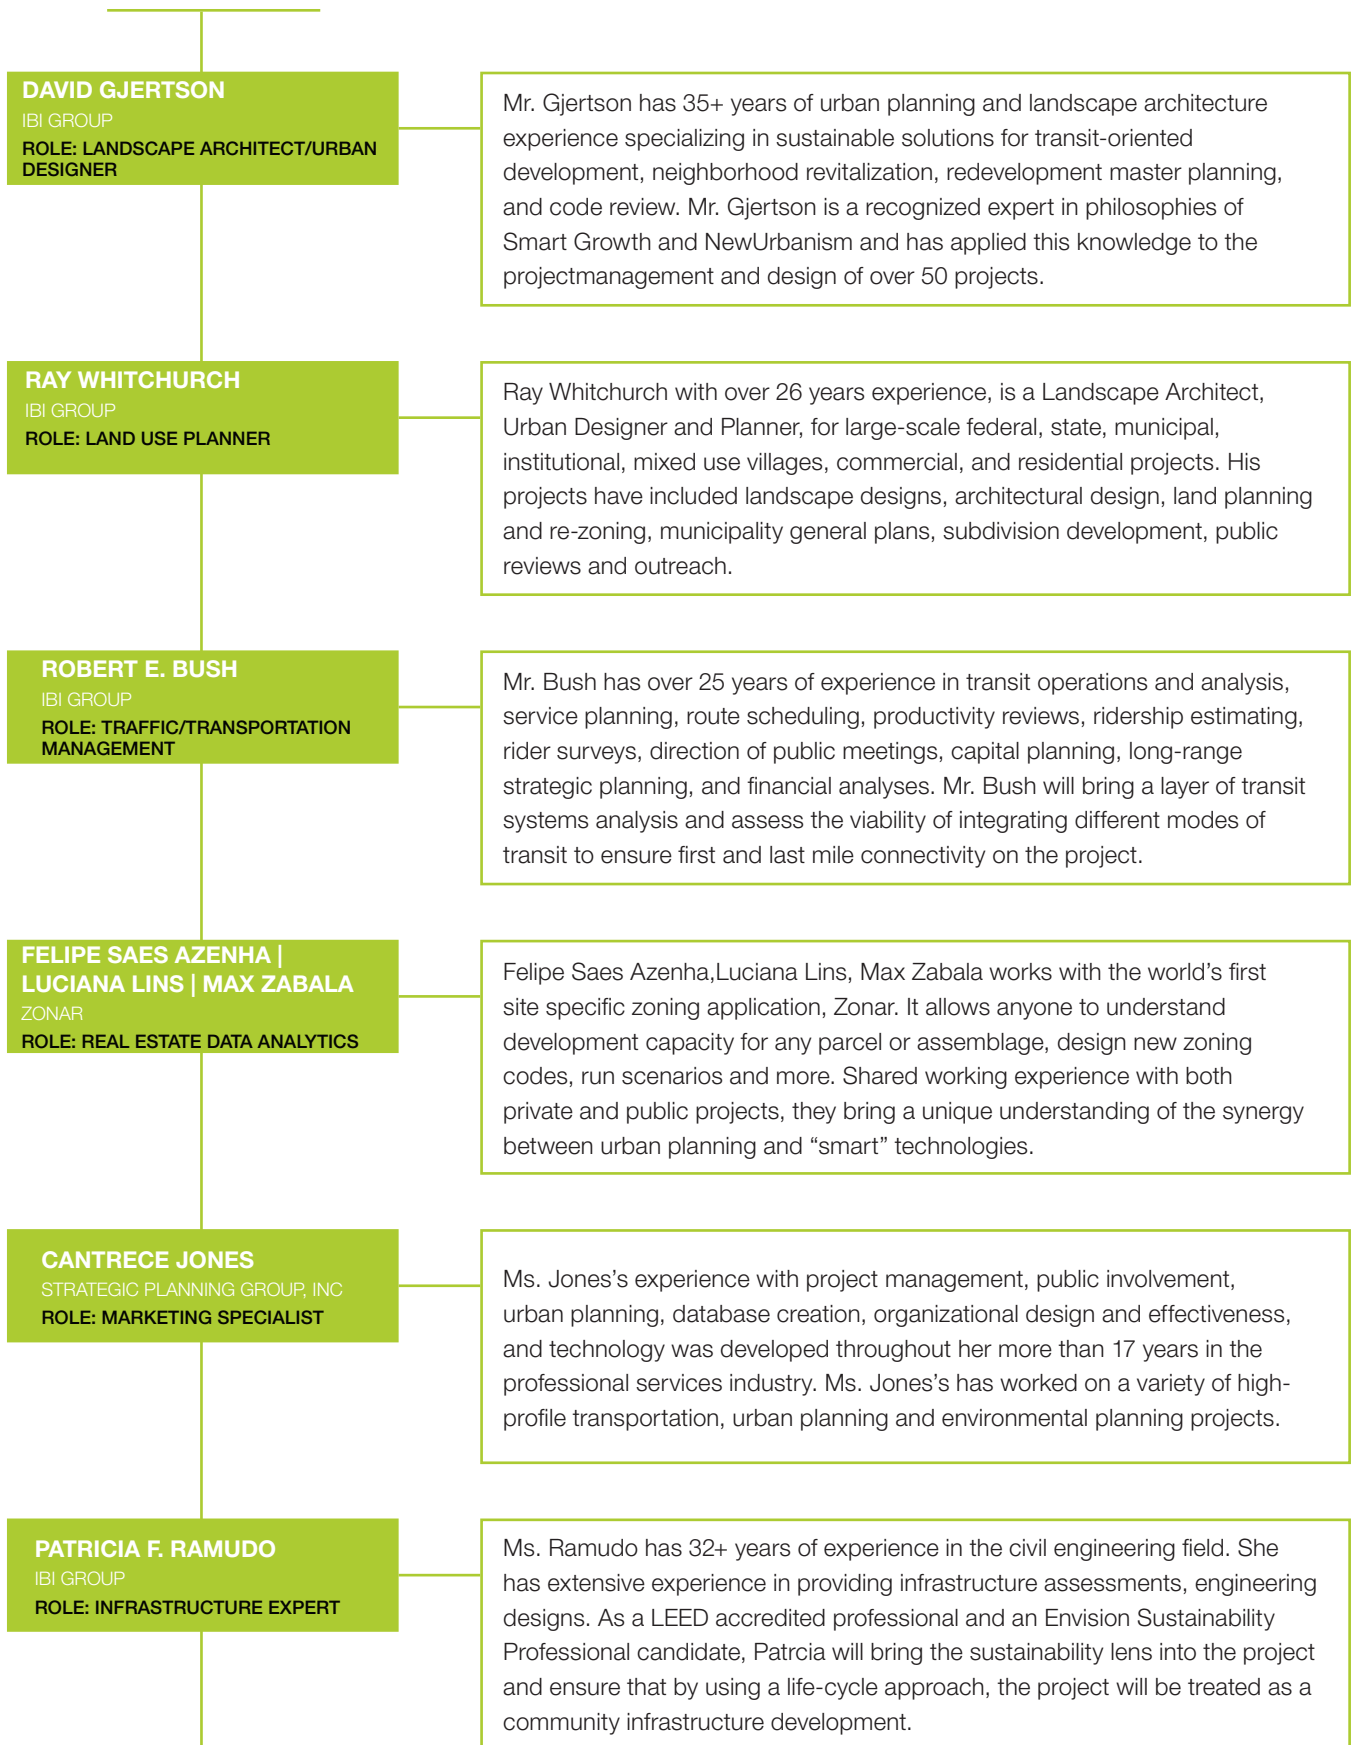 DAVID GJERTSON
IBI GROUP
ROLE: LANDSCAPE ARCHITECT/URBAN
DESIGNER
Mr. Gjertson has 35+ years of urban planning and landscape architecture
experience specializing in sustainable solutions for transit-oriented
development, neighborhood revitalization, redevelopment master planning,
and code review. Mr. Gjertson is a recognized expert in philosophies of
Smart Growth and NewUrbanism and has applied this knowledge to the
projectmanagement and design of over 50 projects.
RAY WHITCHURCH
IBI GROUP
ROLE: LAND USE PLANNER
Ray Whitchurch with over 26 years experience, is a Landscape Architect,
Urban Designer and Planner, for large-scale federal, state, municipal,
institutional, mixed use villages, commercial, and residential projects. His
projects have included landscape designs, architectural design, land planning
and re-zoning, municipality general plans, subdivision development, public
reviews and outreach.
ROBERT E. BUSH
IBI GROUP
ROLE: TRAFFIC/TRANSPORTATION
MANAGEMENT
Mr. Bush has over 25 years of experience in transit operations and analysis,
service planning, route scheduling, productivity reviews, ridership estimating,
rider surveys, direction of public meetings, capital planning, long-range
strategic planning, and financial analyses. Mr. Bush will bring a layer of transit
systems analysis and assess the viability of integrating different modes of
transit to ensure first and last mile connectivity on the project.
FELIPE SAES AZENHA |
LUCIANA LINS | MAX ZABALA
ZONAR
ROLE: REAL ESTATE DATA ANALYTICS
Felipe Saes Azenha,Luciana Lins, Max Zabala works with the world's first
site specific zoning application, Zonar. It allows anyone to understand
development capacity for any parcel or assemblage, design new zoning
codes, run scenarios and more. Shared working experience with both
private and public projects, they bring a unique understanding of the synergy
between urban planning and “smart” technologies.
CANTRECE JONES
STRATEGIC PLANNING GROUP, INC
ROLE: MARKETING SPECIALIST
Ms. Jones's experience with project management, public involvement,
urban planning, database creation, organizational design and effectiveness,
and technology was developed throughout her more than 17 years in the
professional services industry. Ms. Jones's has worked on a variety of high-
profile transportation, urban planning and environmental planning projects.
PATRICIA F. RAMUDO
IBI GROUP
ROLE: INFRASTRUCTURE EXPERT
Ms. Ramudo has 32+ years of experience in the civil engineering field. She
has extensive experience in providing infrastructure assessments, engineering
designs. As a LEED accredited professional and an Envision Sustainability
Professional candidate, Patrcia will bring the sustainability lens into the project
and ensure that by using a life-cycle approach, the project will be treated as a
community infrastructure development.